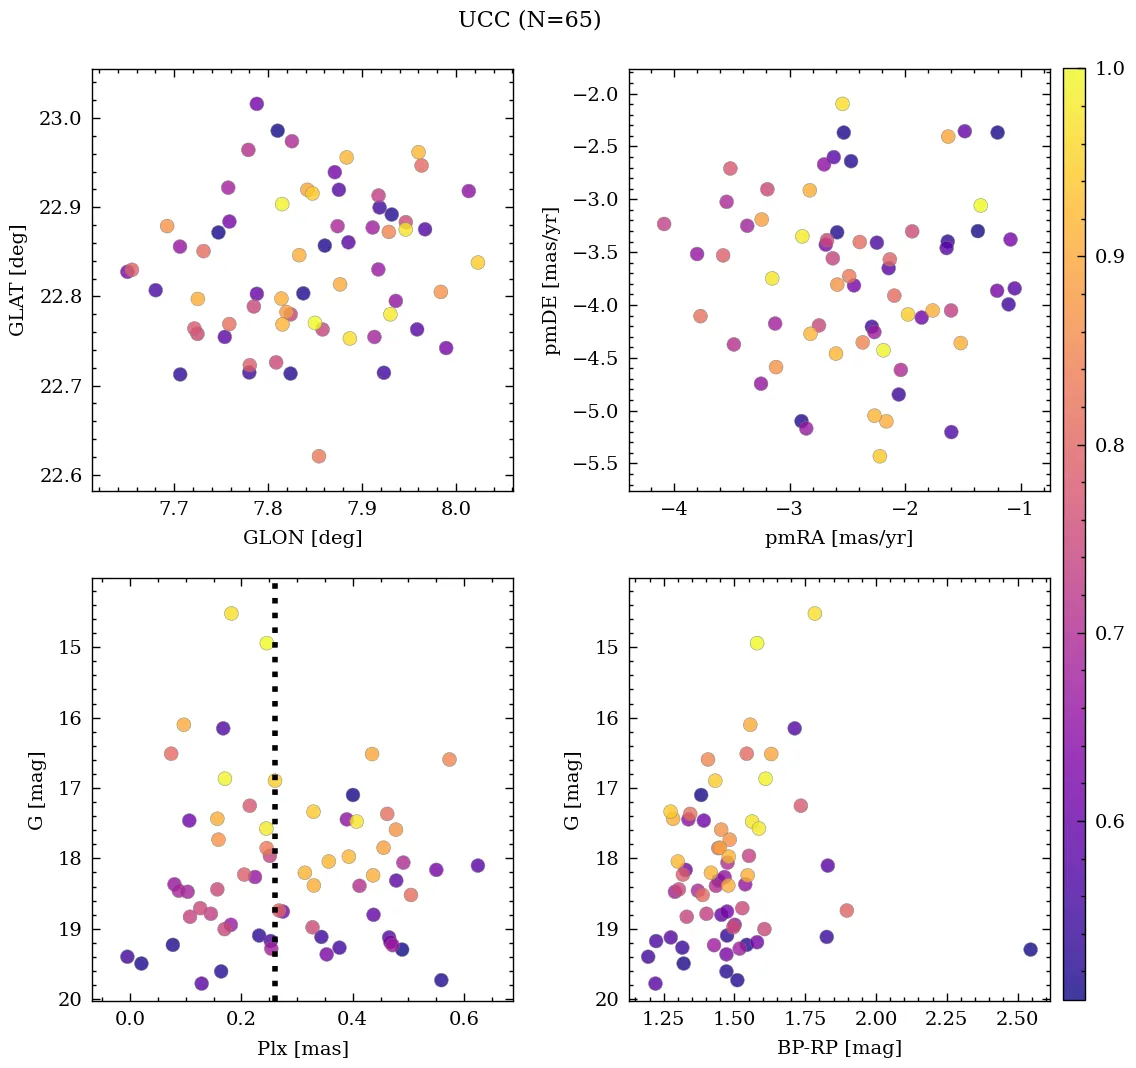 UCC (N=65)
23.0
22.9
22.8
22.7
22.6
GLAT [deg]
7.7 7.8 7.9 8.0
GLON [deg]
−2.0
−2.5
−3.0
−3.5
−4.0
−4.5
−5.0
−5.5
pmDE [mas/yr]
−4 −3 −2 −1
pmRA [mas/yr]
1.0
0.9
0.8
0.7
0.6
15
16
17
18
19
20
G [mag]
0.0 0.2 0.4 0.6
Plx [mas]
15
16
17
18
19
20
G [mag]
1.25 1.50 1.75 2.00 2.25 2.50
BP-RP [mag]